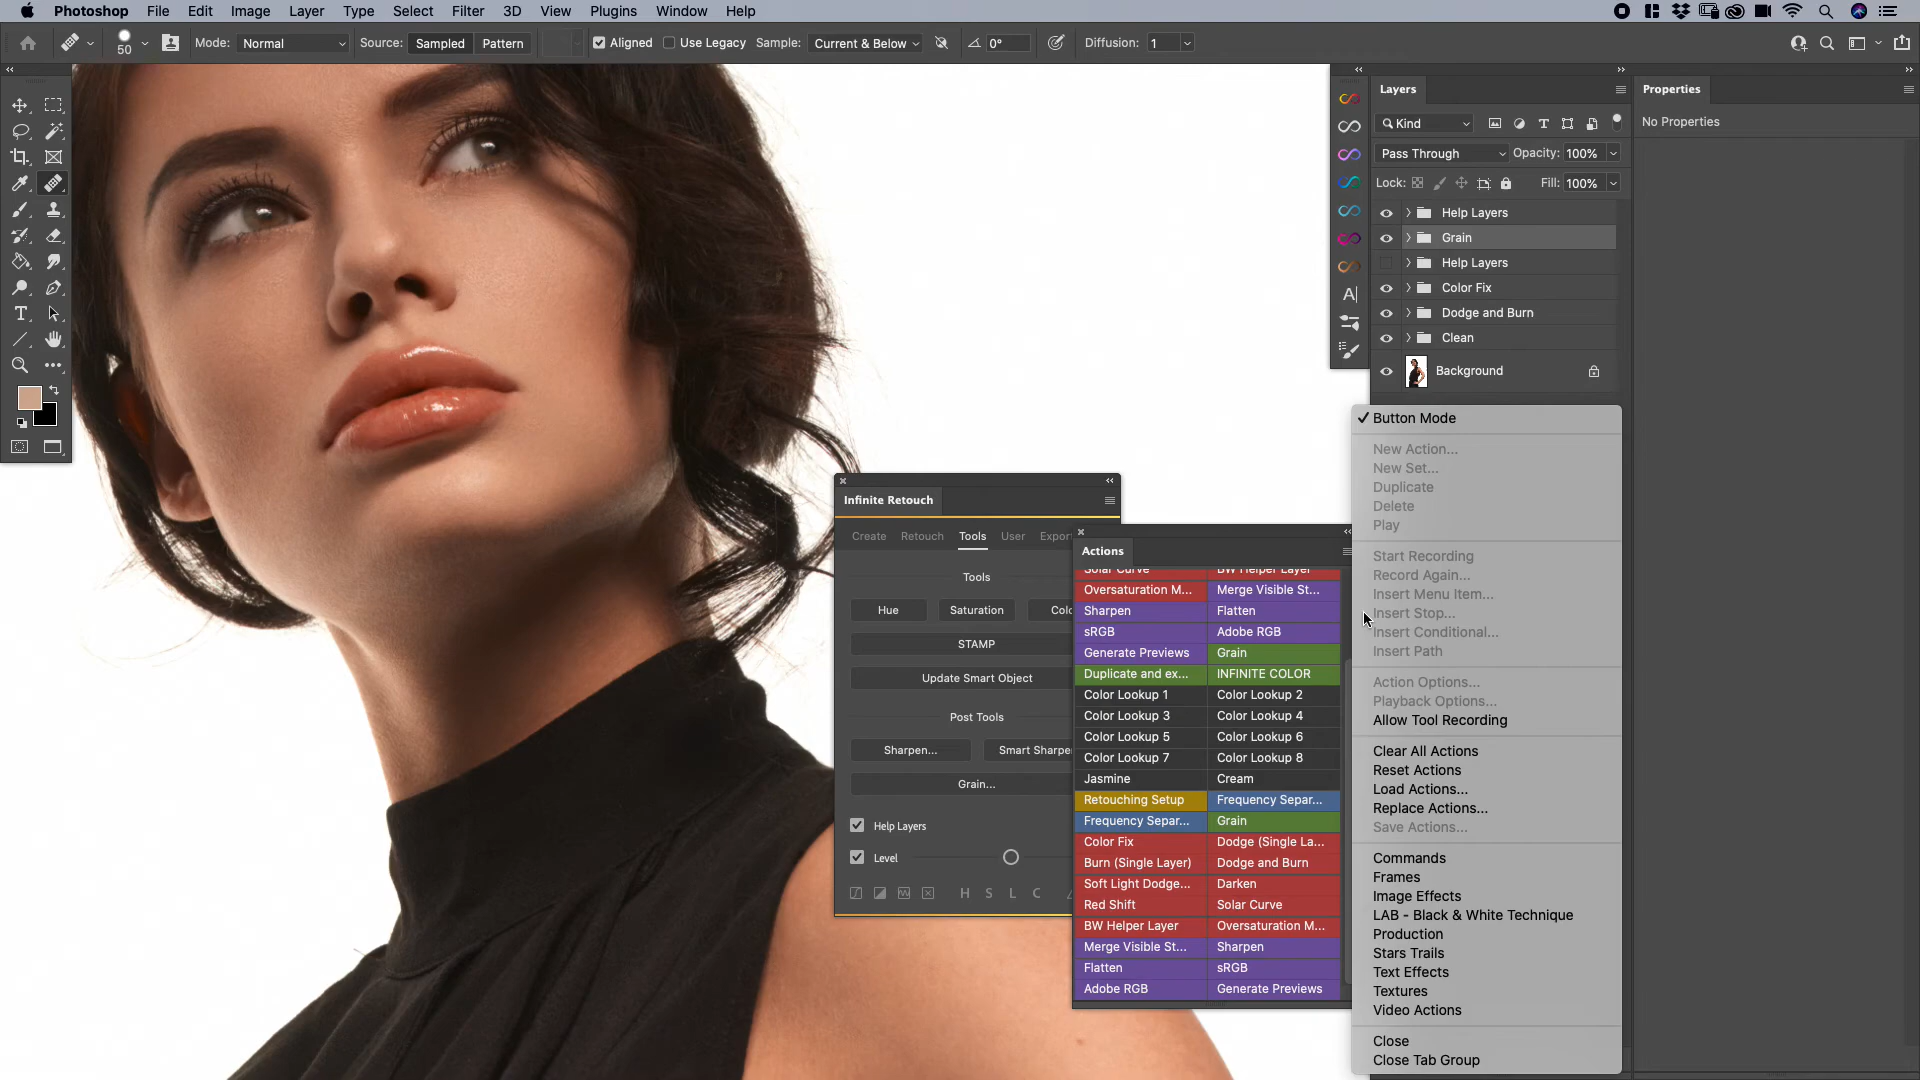 Photoshop File Edit Image Layer Type Select Filter 3D View Plugins Window Help
50 Mode: Normal Source: Sampled Pattern Aligned Use Legacy Sample: Current & Below 0° Diffusion: 1
Layers
Kind
Pass Through Opacity: 100%
Lock: Fill: 100%
Help Layers
Grain
Help Layers
Color Fix
Dodge and Burn
Clean
Background
Properties
No Properties
Infinite Retouch
Create Retouch Tools User Export
Tools
Hue Saturation
STAMP
Update Smart Object
Post Tools
Sharpen... Smart Sharpe
Grain...
Help Layers
Level
H S L C
Actions
Solar Curve BW Helper Layer
Oversaturation M... Merge Visible St...
Sharpen Flatten
sRGB Adobe RGB
Generate Previews Grain
Duplicate and ex... INFINITE COLOR
Color Lookup 1 Color Lookup 2
Color Lookup 3 Color Lookup 4
Color Lookup 5 Color Lookup 6
Color Lookup 7 Color Lookup 8
Jasmine Cream
Retouching Setup Frequency Separ...
Frequency Separ... Grain
Color Fix Dodge (Single La...
Burn (Single Layer) Dodge and Burn
Soft Light Dodge... Darken
Red Shift Solar Curve
BW Helper Layer Oversaturation M...
Merge Visible St... Sharpen
Flatten sRGB
Adobe RGB Generate Previews
✓ Button Mode
New Action...
New Set...
Duplicate
Delete
Play
Start Recording
Record Again...
Insert Menu Item...
Insert Stop...
Insert Conditional...
Insert Path
Action Options...
Playback Options...
Allow Tool Recording
Clear All Actions
Reset Actions
Load Actions...
Replace Actions...
Save Actions...
Commands
Frames
Image Effects
LAB - Black & White Technique
Production
Stars Trails
Text Effects
Textures
Video Actions
Close
Close Tab Group